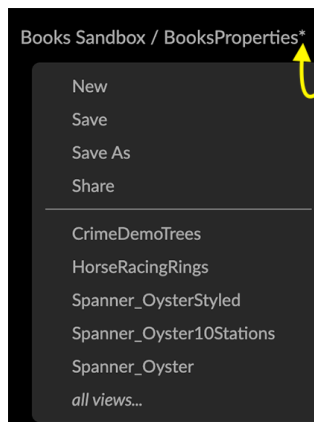 Books Sandbox / BooksProperties*
New
Save
Save As
Share
CrimeDemoTrees
HorseRacingRings
Spanner_OysterStyled
Spanner_Oyster10Stations
Spanner_Oyster
all views...